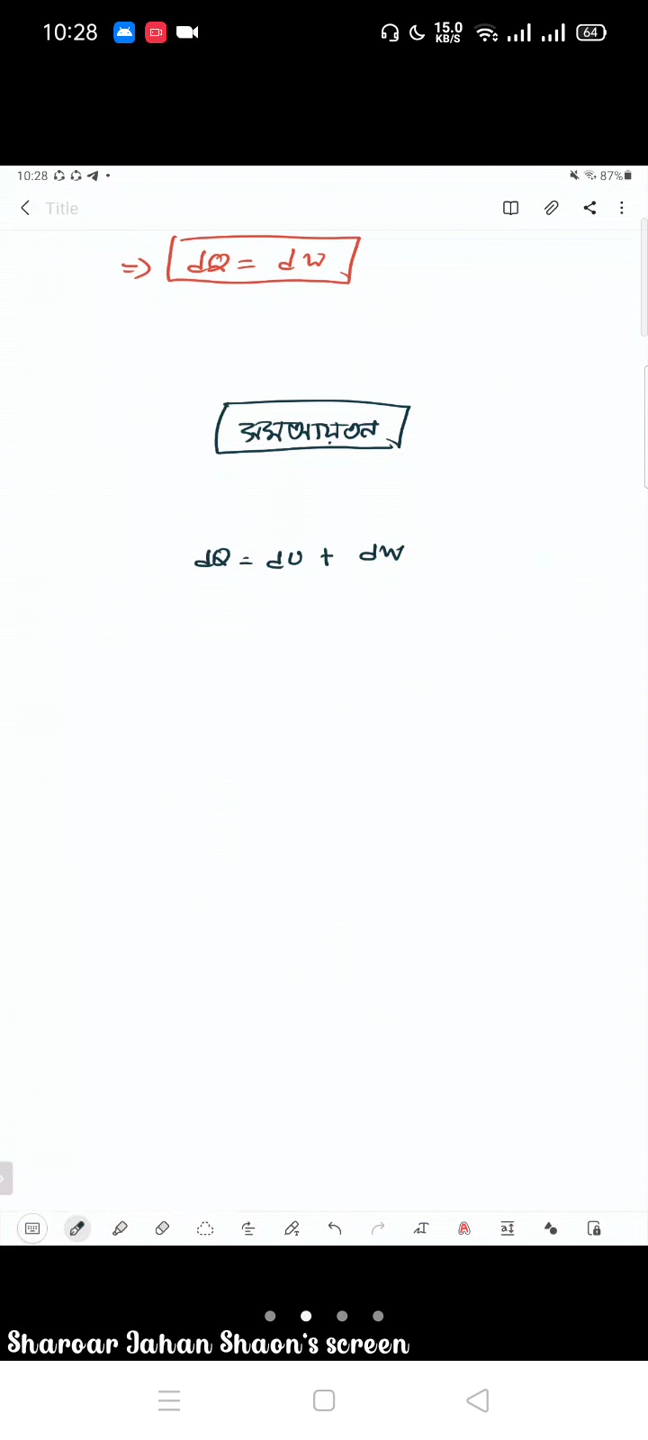 10:28 15.0 KB/S 64
10:28 87%
Title
=> dQ = dW
সমআয়তন
dQ = dU + dW
Sharoar Jahan Shaon's screen